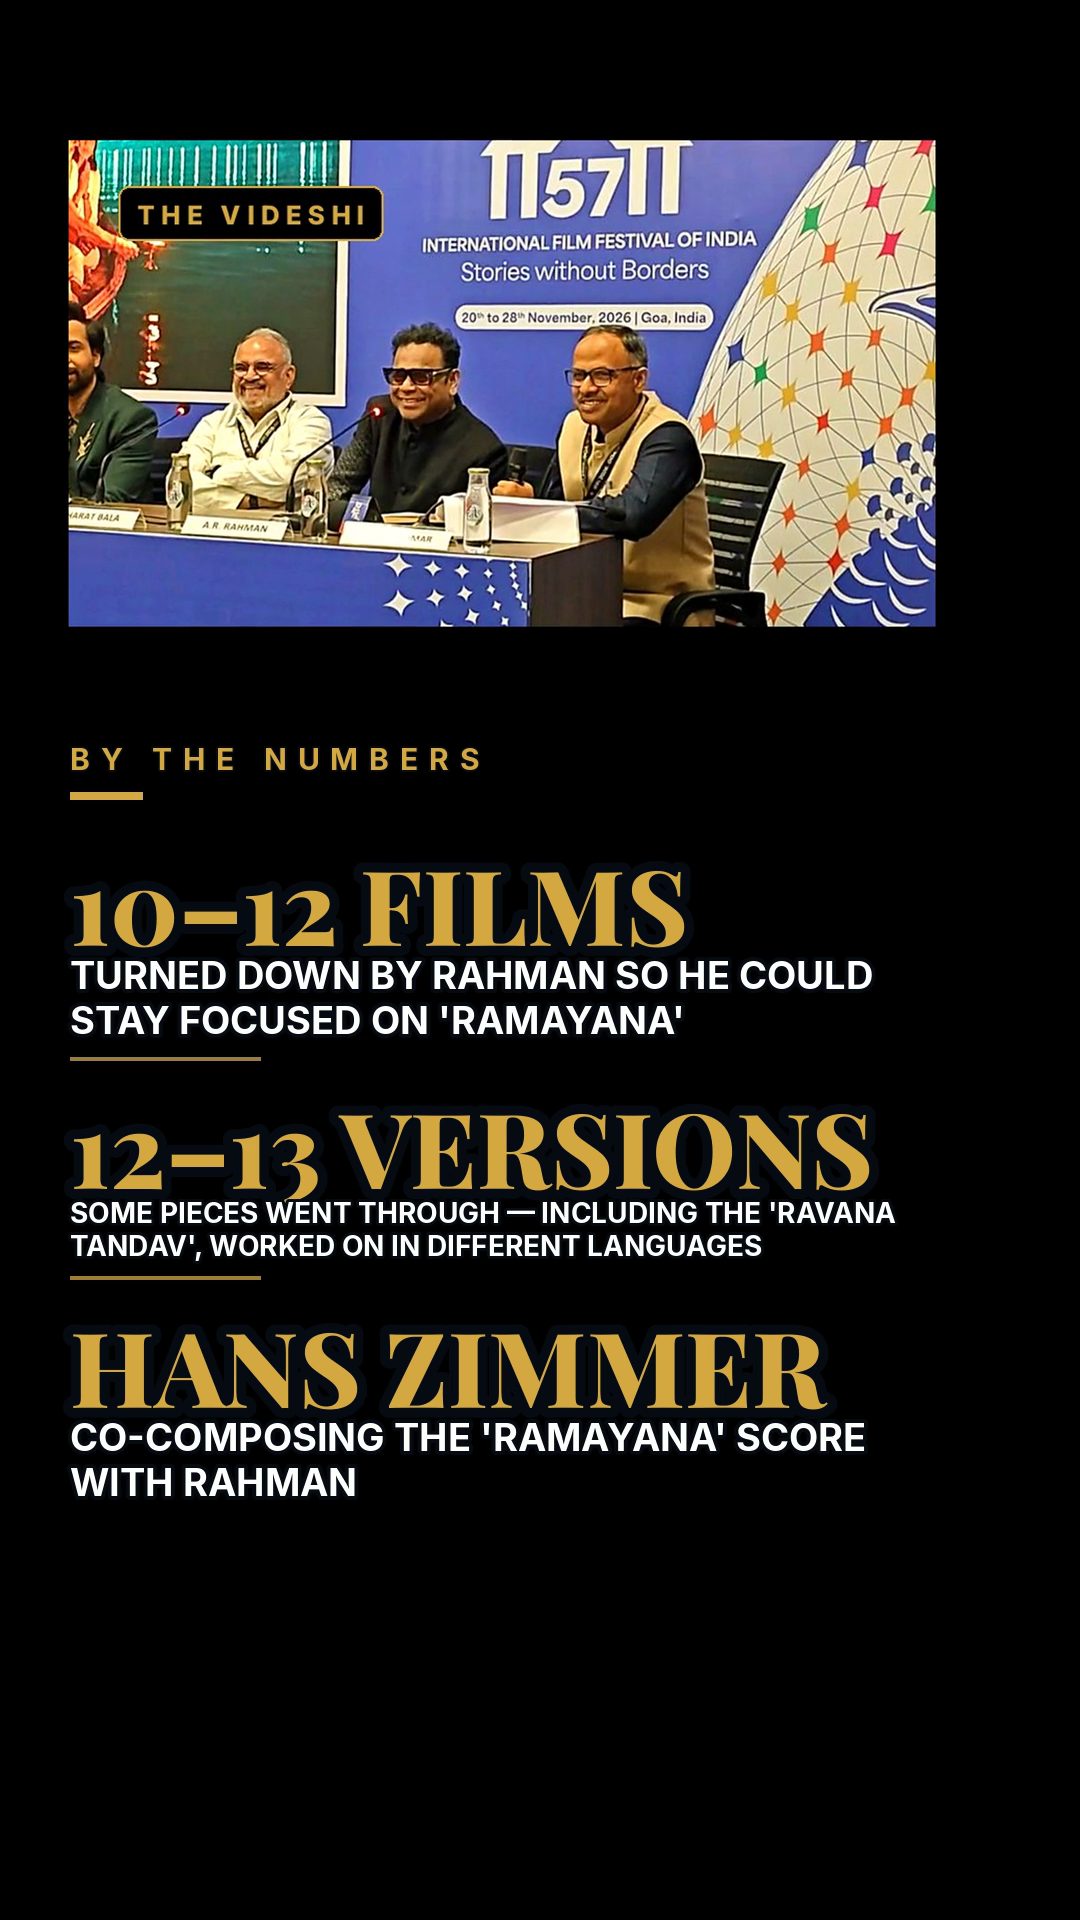 57
THE VIDESHI
INTERNATIONAL FILM FESTIVAL OF INDIA
Stories without Borders
20th to 28th November, 2026 | Goa, India
HARAT BALA
A.R. RAHMAN
MAR
BY THE NUMBERS
10–12 FILMS
TURNED DOWN BY RAHMAN SO HE COULD
STAY FOCUSED ON 'RAMAYANA'
12–13 VERSIONS
SOME PIECES WENT THROUGH — INCLUDING THE 'RAVANA
TANDAV', WORKED ON IN DIFFERENT LANGUAGES
HANS ZIMMER
CO-COMPOSING THE 'RAMAYANA' SCORE
WITH RAHMAN